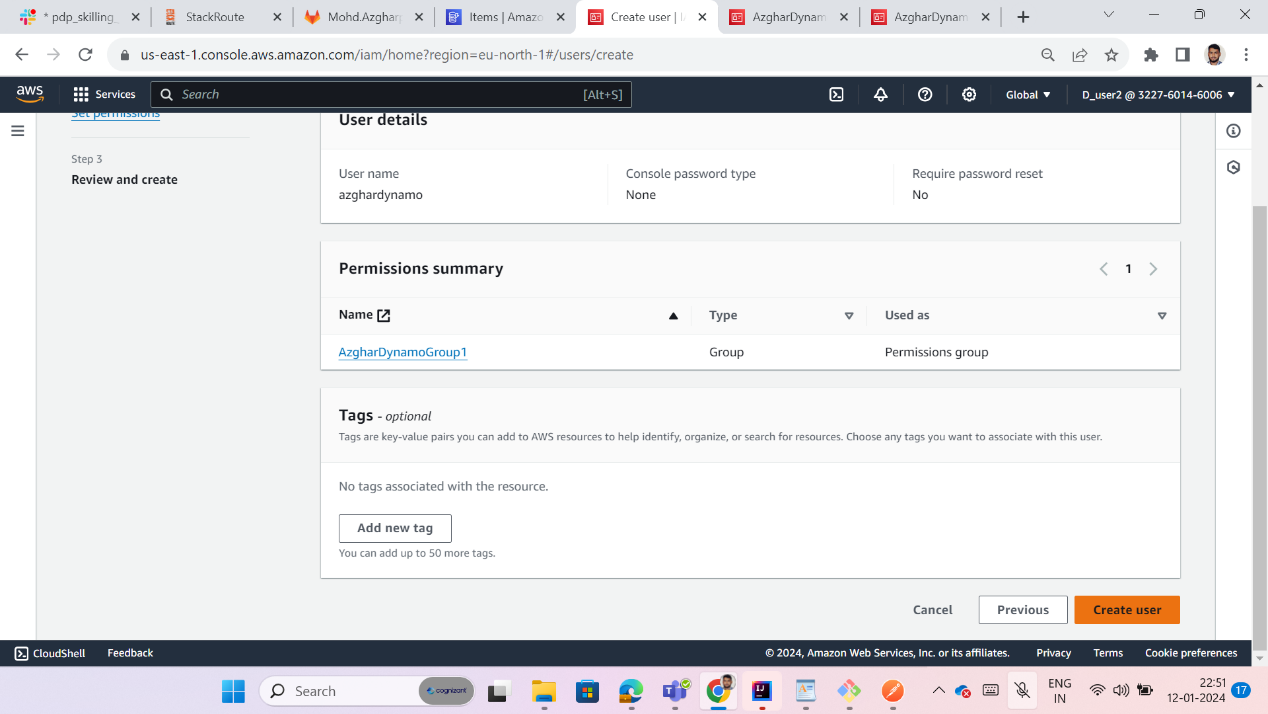 * pdp_skilling_
StackRoute
Mohd.Azgharp
Items | Amazo
Create user | I
AzgharDynam
AzgharDynam
us-east-1.console.aws.amazon.com/iam/home?region=eu-north-1#/users/create
aws
Services
Search
[Alt+S]
Global
D_user2 @ 3227-6014-6006
Set permissions
Step 3
Review and create
User details
User name
Console password type
Require password reset
azghardynamo
None
No
Permissions summary
1
Name
Type
Used as
AzgharDynamoGroup1
Group
Permissions group
Tags - optional
Tags are key-value pairs you can add to AWS resources to help identify, organize, or search for resources. Choose any tags you want to associate with this user.
No tags associated with the resource.
Add new tag
You can add up to 50 more tags.
Cancel
Previous
Create user
CloudShell
Feedback
© 2024, Amazon Web Services, Inc. or its affiliates.
Privacy
Terms
Cookie preferences
Search
cognizant
ENG
IN
22:51
12-01-2024
17